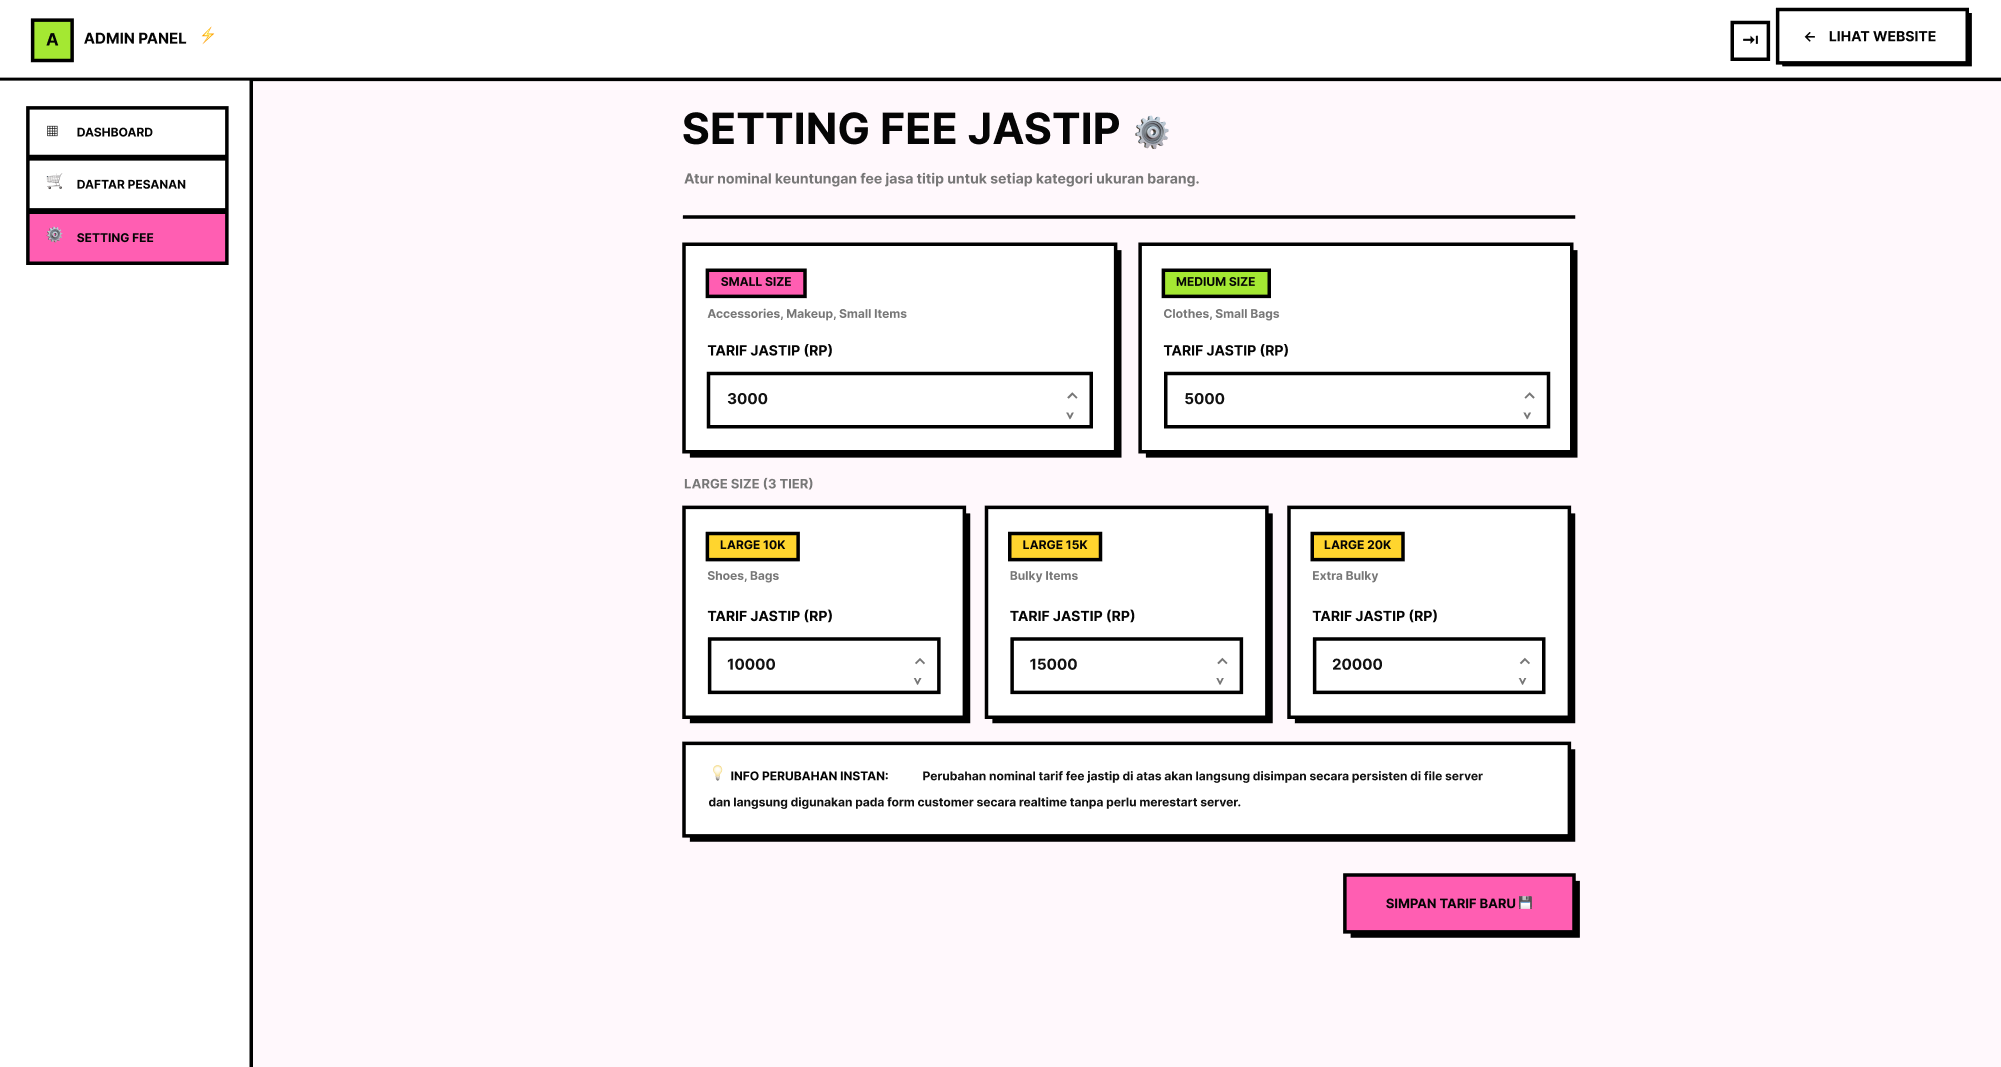 A ADMIN PANEL ⚡
⇥ ← LIHAT WEBSITE
DASHBOARD
DAFTAR PESANAN
SETTING FEE
SETTING FEE JASTIP ⚙️
Atur nominal keuntungan fee jasa titip untuk setiap kategori ukuran barang.
SMALL SIZE
Accessories, Makeup, Small Items
TARIF JASTIP (RP)
3000
MEDIUM SIZE
Clothes, Small Bags
TARIF JASTIP (RP)
5000
LARGE SIZE (3 TIER)
LARGE 10K
Shoes, Bags
TARIF JASTIP (RP)
10000
LARGE 15K
Bulky Items
TARIF JASTIP (RP)
15000
LARGE 20K
Extra Bulky
TARIF JASTIP (RP)
20000
💡 INFO PERUBAHAN INSTAN: Perubahan nominal tarif fee jastip di atas akan langsung disimpan secara persisten di file server
dan langsung digunakan pada form customer secara realtime tanpa perlu merestart server.
SIMPAN TARIF BARU 💾